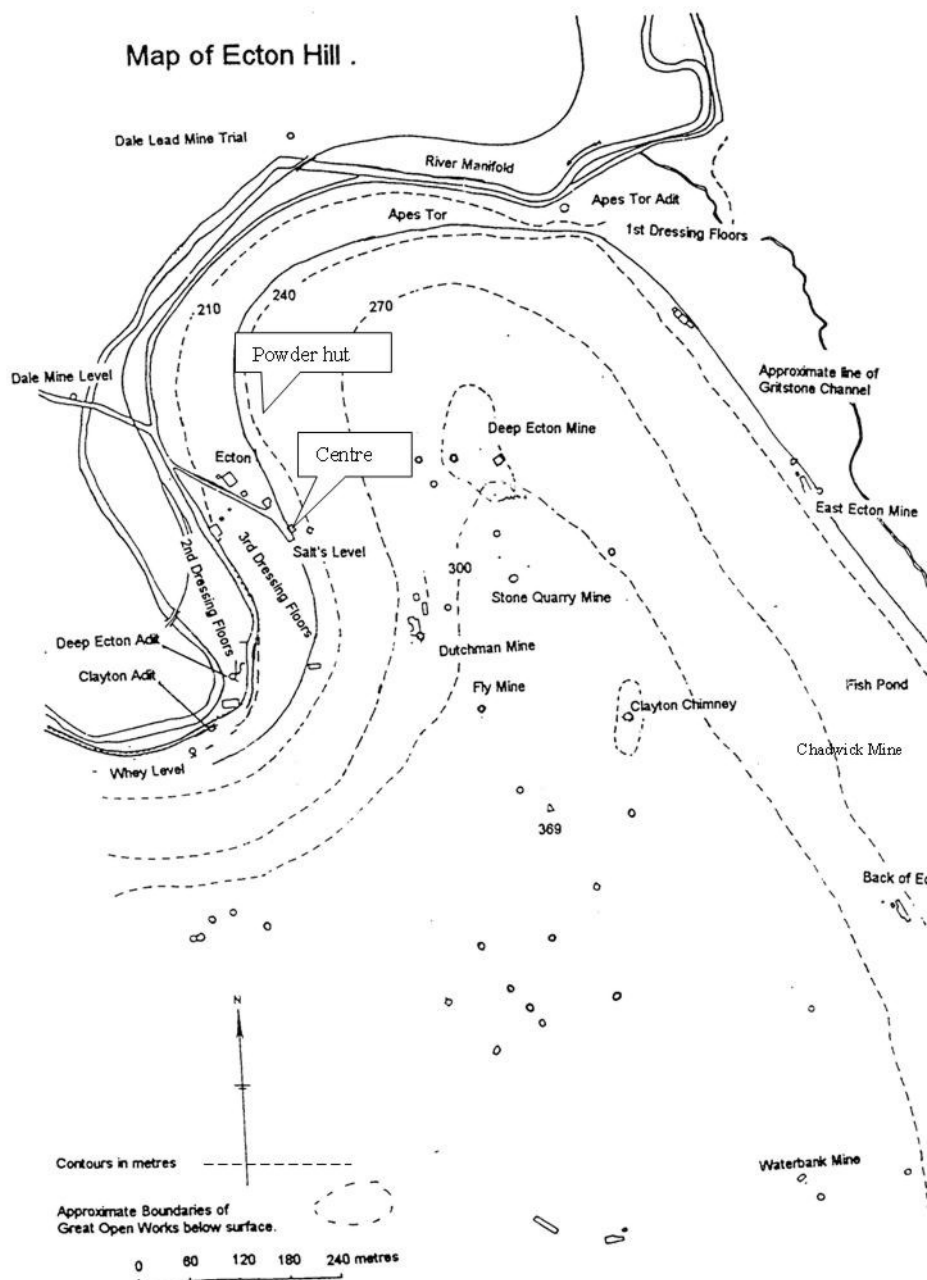 Map of Ecton Hill .
Dale Lead Mine Trial
River Manifold
Apes Tor Adit
Apes Tor
1st Dressing Floors
210
240
270
Powder hut
Dale Mine Level
Approximate line of
Gritstone Channel
Deep Ecton Mine
Ecton
Centre
East Ecton Mine
Salt's Level
2nd Dressing Floors
3rd Dressing Floors
300
Stone Quarry Mine
Deep Ecton Adit
Dutchman Mine
Clayton Adit
Fly Mine
Fish Pond
Clayton Chimney
Chadwick Mine
Whey Level
369
Back of Ec
N
Contours in metres
Waterbank Mine
Approximate Boundaries of
Great Open Works below surface.
0 60 120 180 240 metres